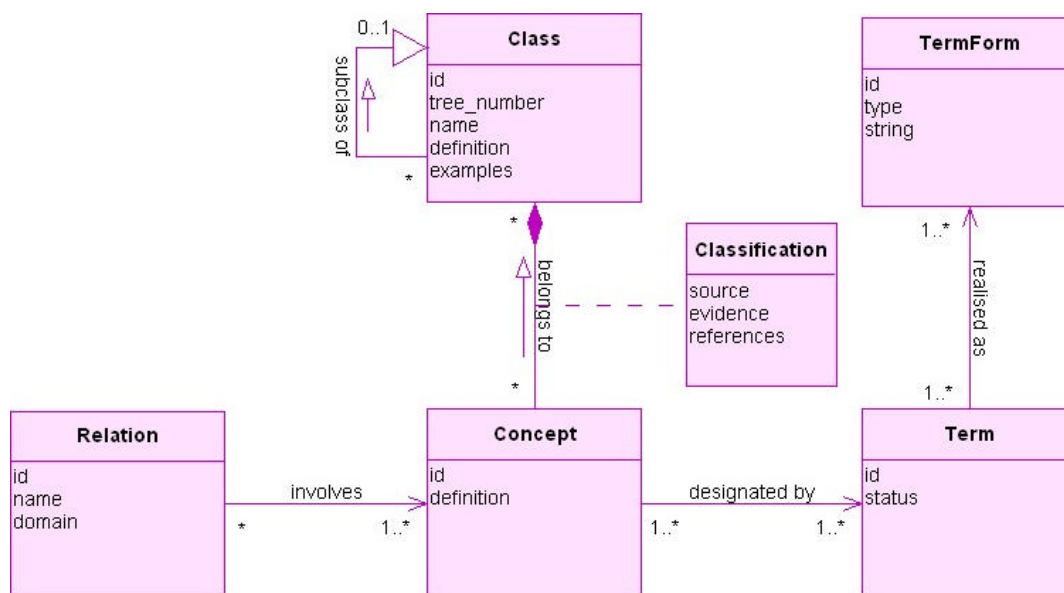 0..1
Class
id
tree_number
name
definition
examples
subclass of
*
TermForm
id
type
string
*
belongs to
*
Classification
source
evidence
references
1..*
realised as
1..*
Relation
id
name
domain
involves
*
1..*
Concept
id
definition
designated by
1..*
1..*
Term
id
status